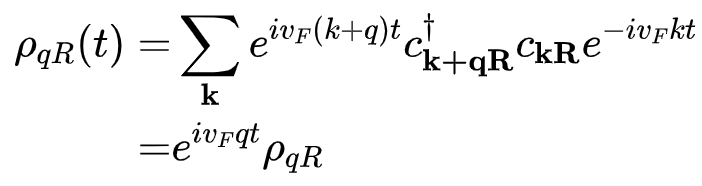 ρ_{qR}(t) = ∑_{𝐤} e^{iv_F(k+q)t} c^†_{𝐤+𝐪𝐑} c_{𝐤𝐑} e^{-iv_F kt}
= e^{iv_F qt} ρ_{qR}